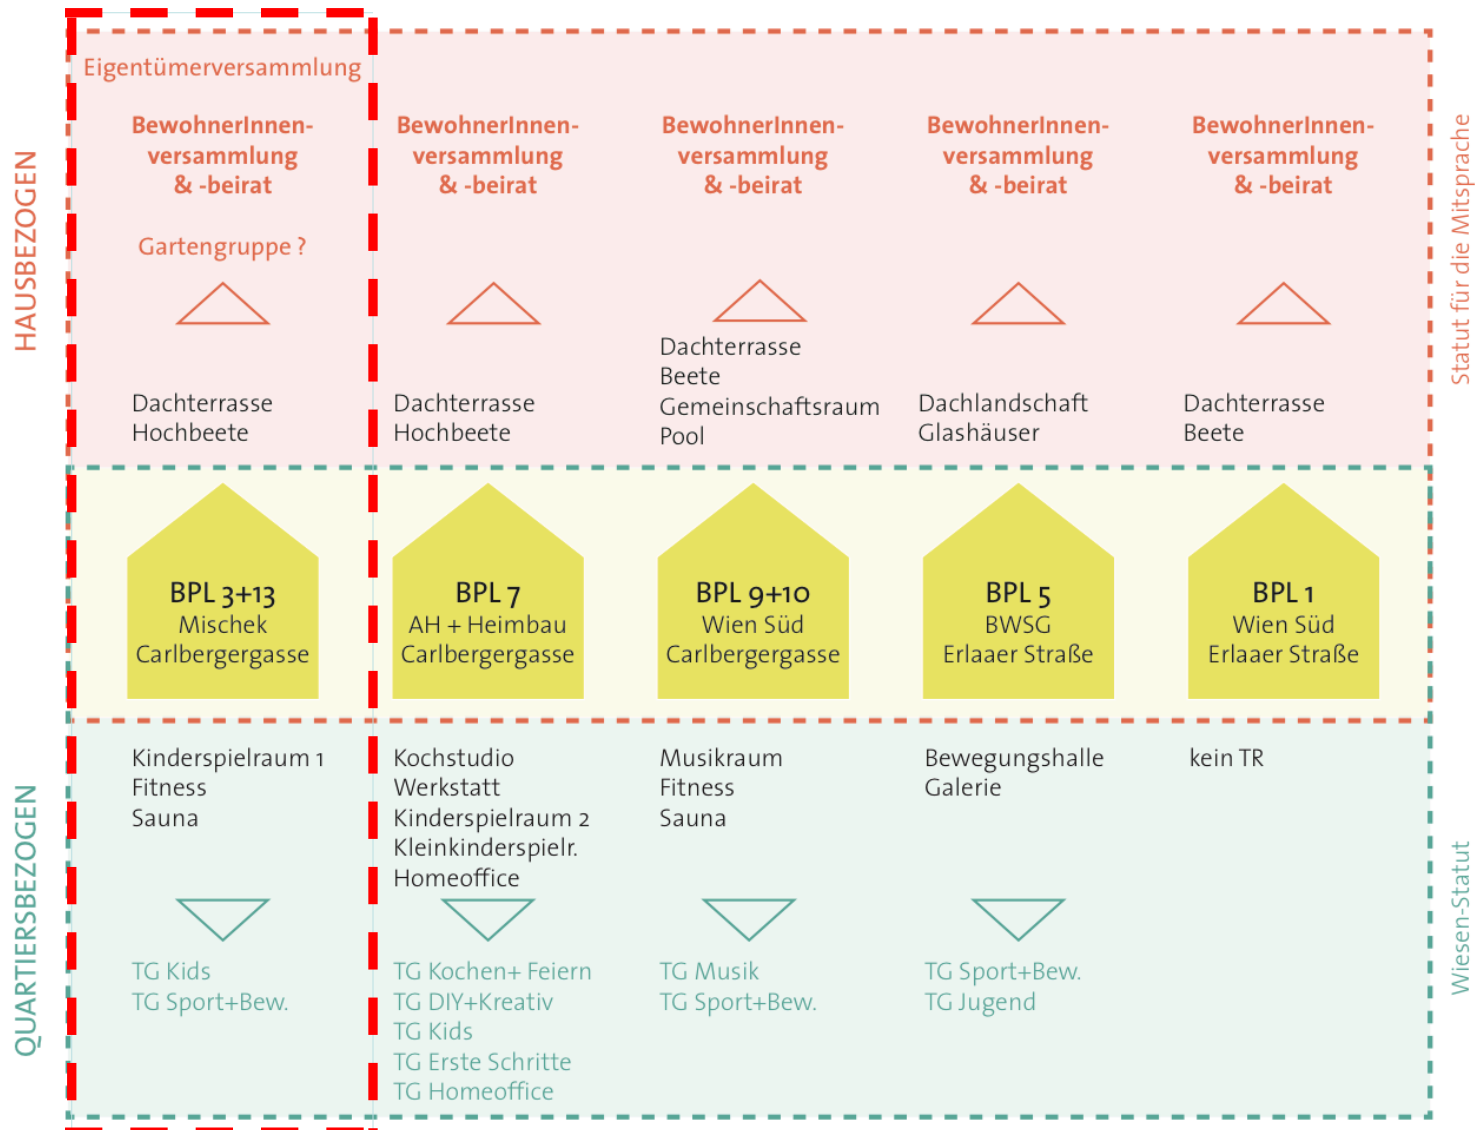 Eigentümerversammlung
BewohnerInnen-
versammlung
& -beirat
Gartengruppe ?
Dachterrasse
Hochbeete
BewohnerInnen-
versammlung
& -beirat
Dachterrasse
Hochbeete
BewohnerInnen-
versammlung
& -beirat
Dachterrasse
Beete
Gemeinschaftsraum
Pool
BewohnerInnen-
versammlung
& -beirat
Dachlandschaft
Glashäuser
BewohnerInnen-
versammlung
& -beirat
Dachterrasse
Beete
HAUSBEZOGEN
Statut für die Mitsprache
BPL 3+13
Mischek
Carlbergergasse
BPL 7
AH + Heimbau
Carlbergergasse
BPL 9+10
Wien Süd
Carlbergergasse
BPL 5
BWSG
Erlaaer Straße
BPL 1
Wien Süd
Erlaaer Straße
Kinderspielraum 1
Fitness
Sauna
TG Kids
TG Sport+Bew.
Kochstudio
Werkstatt
Kinderspielraum 2
Kleinkinderspielr.
Homeoffice
TG Kochen+ Feiern
TG DIY+Kreativ
TG Kids
TG Erste Schritte
TG Homeoffice
Musikraum
Fitness
Sauna
TG Musik
TG Sport+Bew.
Bewegungshalle
Galerie
TG Sport+Bew.
TG Jugend
kein TR
QUARTIERSBEZOGEN
Wiesen-Statut